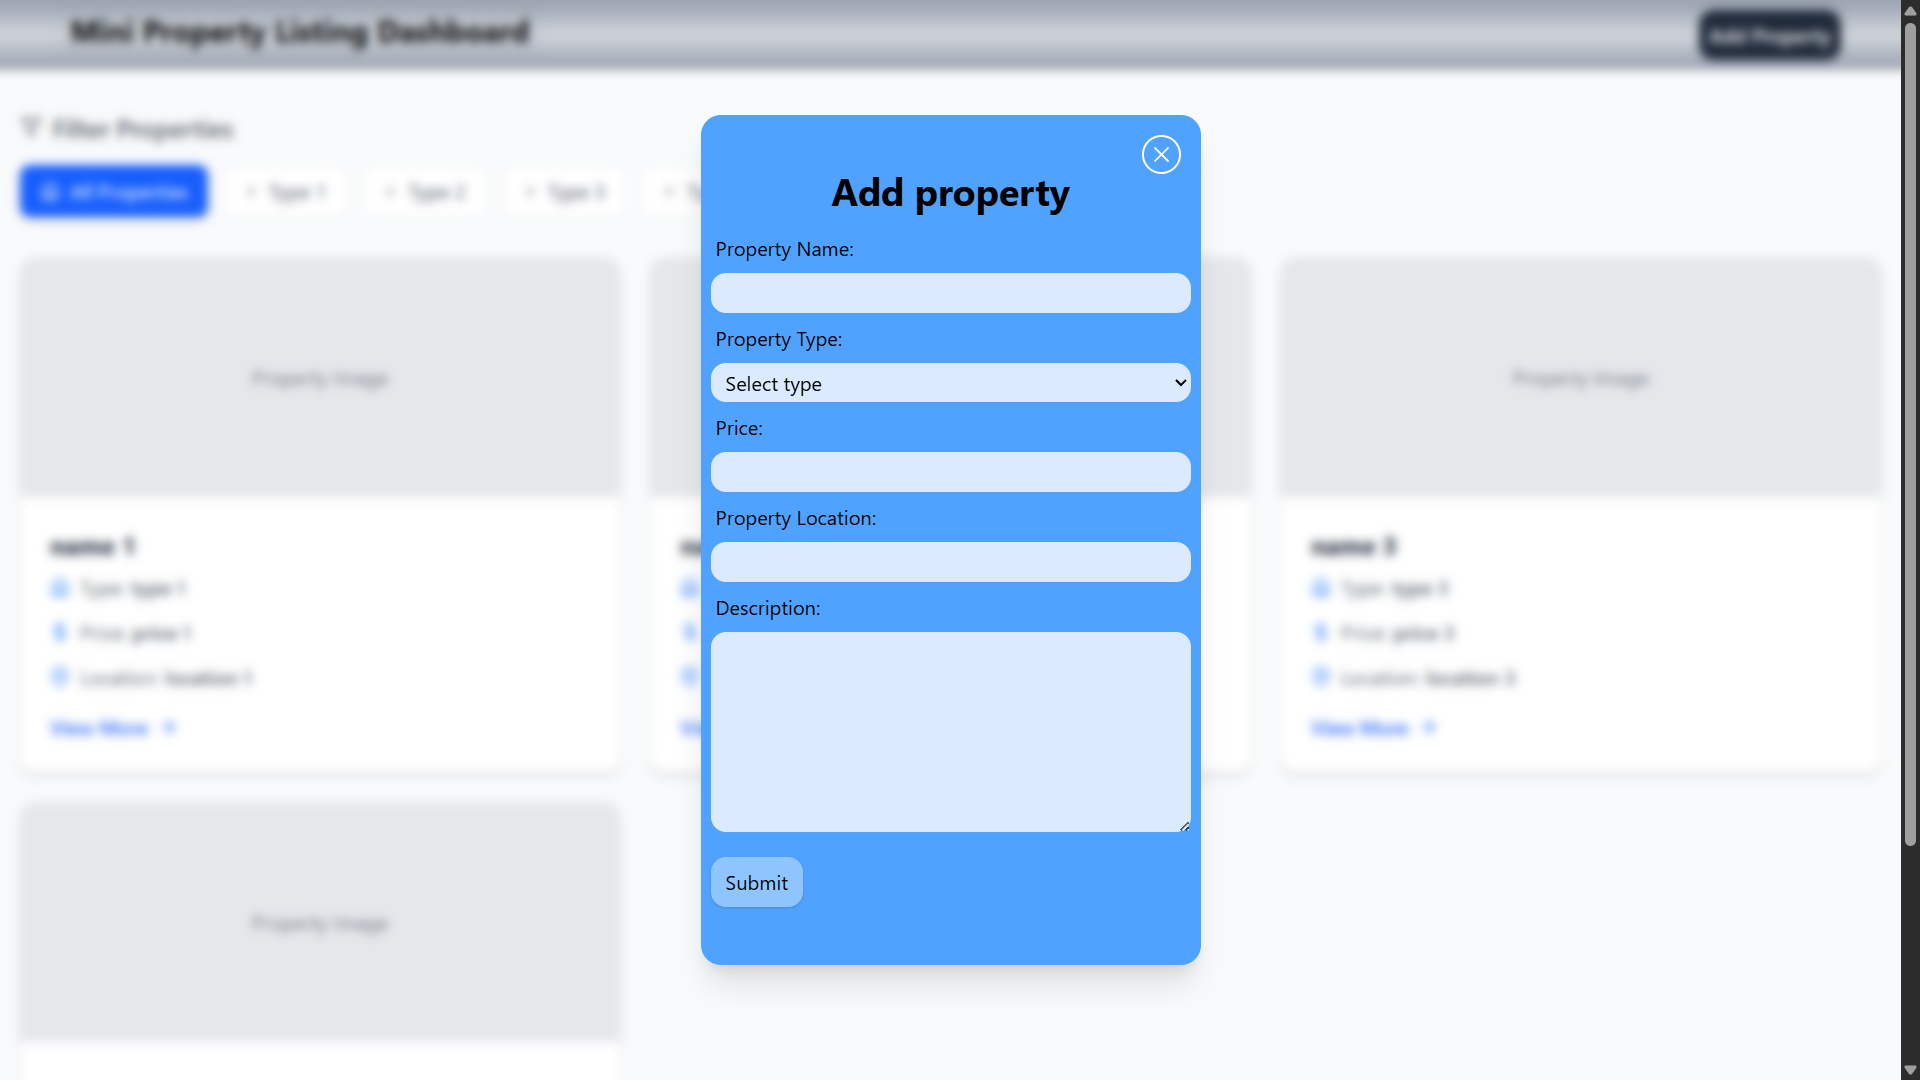 Mini Property Listing Dashboard
Add Property
Filter Properties
All Properties
Type 1
Type 2
Type 3
Add property
Property Name:
Property Type:
Select type
Price:
Property Location:
Description:
Submit
Property Image
Property Image
name 1
Type: type 1
Price: price 1
Location: location 1
View More
name 3
Type: type 3
Price: price 3
Location: location 3
View More
Property Image